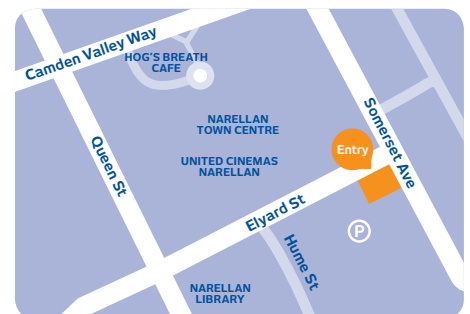 Camden Valley Way
HOG'S BREATH
CAFE
NARELLAN
TOWN CENTRE
UNITED CINEMAS
NARELLAN
Queen St
Somerset Ave
Entry
Elyard St
P
Hume St
NARELLAN
LIBRARY